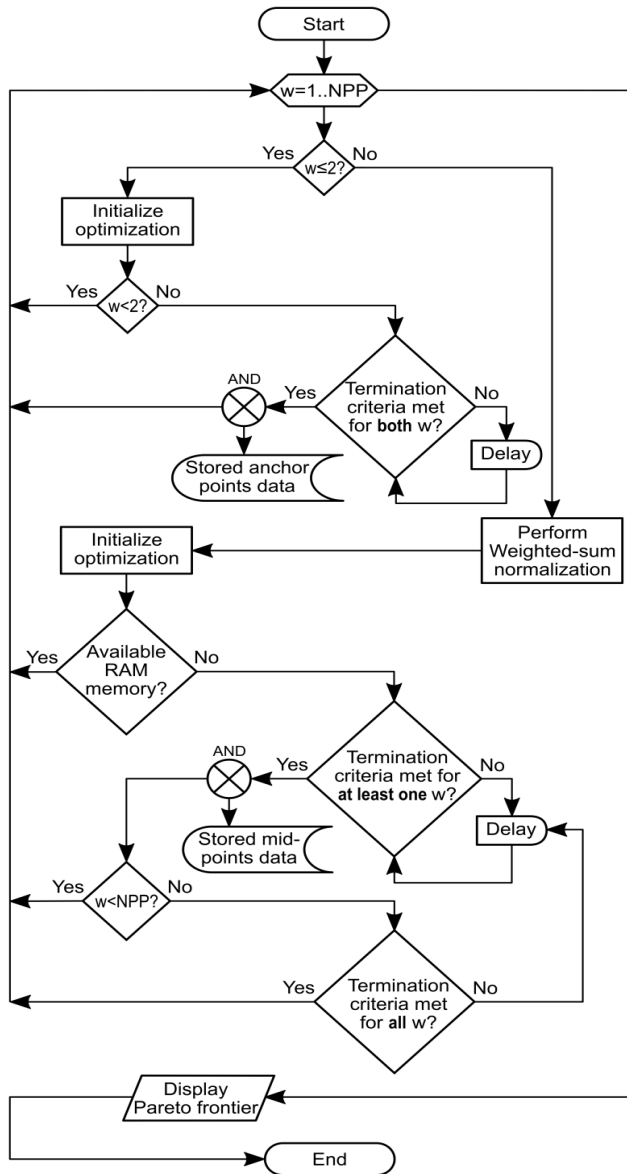 Start
w=1..NPP
Yes
No
w≤2?
Initialize
optimization
Yes
No
w<2?
AND
Yes
Termination
criteria met
for both w?
No
Delay
Stored anchor
points data
Initialize
optimization
Perform
Weighted-sum
normalization
Yes
Available
RAM
memory?
No
AND
Yes
Termination
criteria met for
at least one w?
No
Delay
Stored mid-
points data
Yes
w<NPP?
No
Yes
Termination
criteria met
for all w?
No
Display
Pareto frontier
End